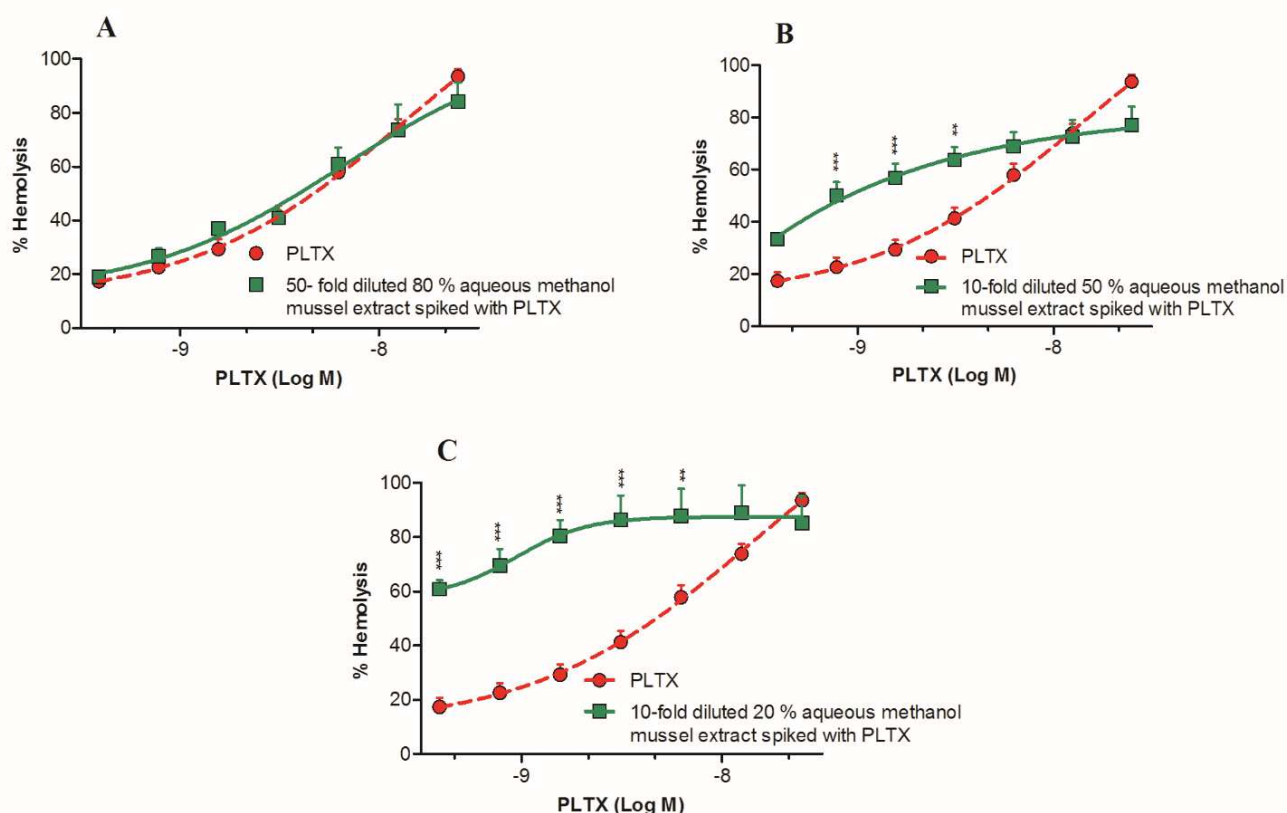 A
100
80
60
40
20
0
% Hemolysis
PLTX
50- fold diluted 80 % aqueous methanol
mussel extract spiked with PLTX
-9
-8
PLTX (Log M)
B
100
80
60
40
20
0
% Hemolysis
***
***
**
PLTX
10-fold diluted 50 % aqueous methanol
mussel extract spiked with PLTX
-9
-8
PLTX (Log M)
C
100
80
60
40
20
0
% Hemolysis
***
***
***
***
**
PLTX
10-fold diluted 20 % aqueous methanol
mussel extract spiked with PLTX
-9
-8
PLTX (Log M)